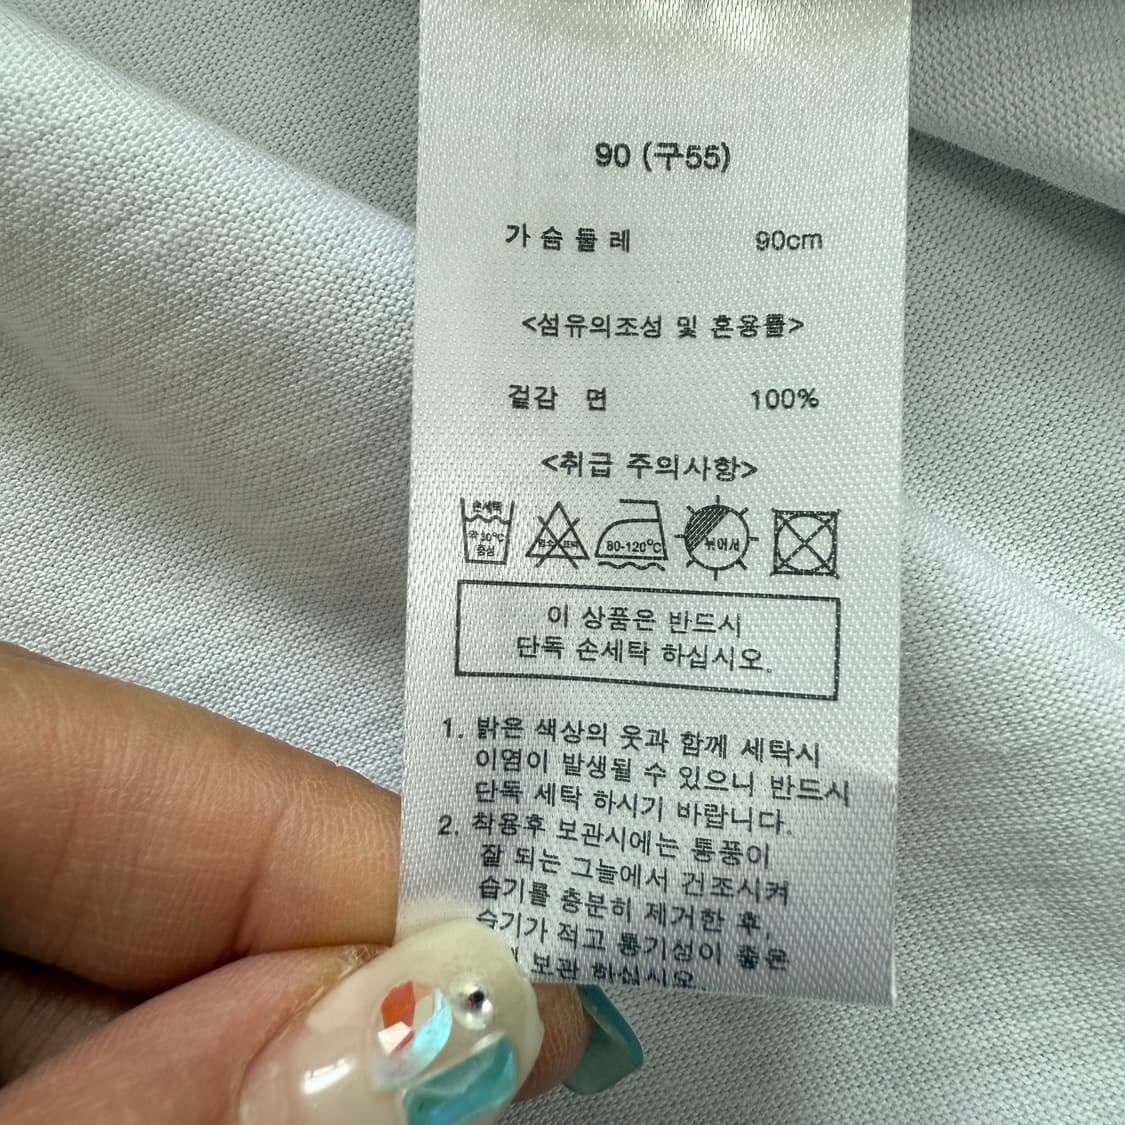 90 (구55)
가슴둘레 90cm
<섬유의조성 및 혼용률>
겉감 면 100%
<취급 주의사항>
손세탁
약 30℃
중성
80-120℃
뉘어서
이 상품은 반드시
단독 손세탁 하십시오.
1. 밝은 색상의 옷과 함께 세탁시
이염이 발생될 수 있으니 반드시
단독 세탁 하시기 바랍니다.
2. 착용후 보관시에는 통풍이
잘 되는 그늘에서 건조시켜
습기를 충분히 제거한 후,
습기가 적고 통기성이 좋은
보관 하십시오.